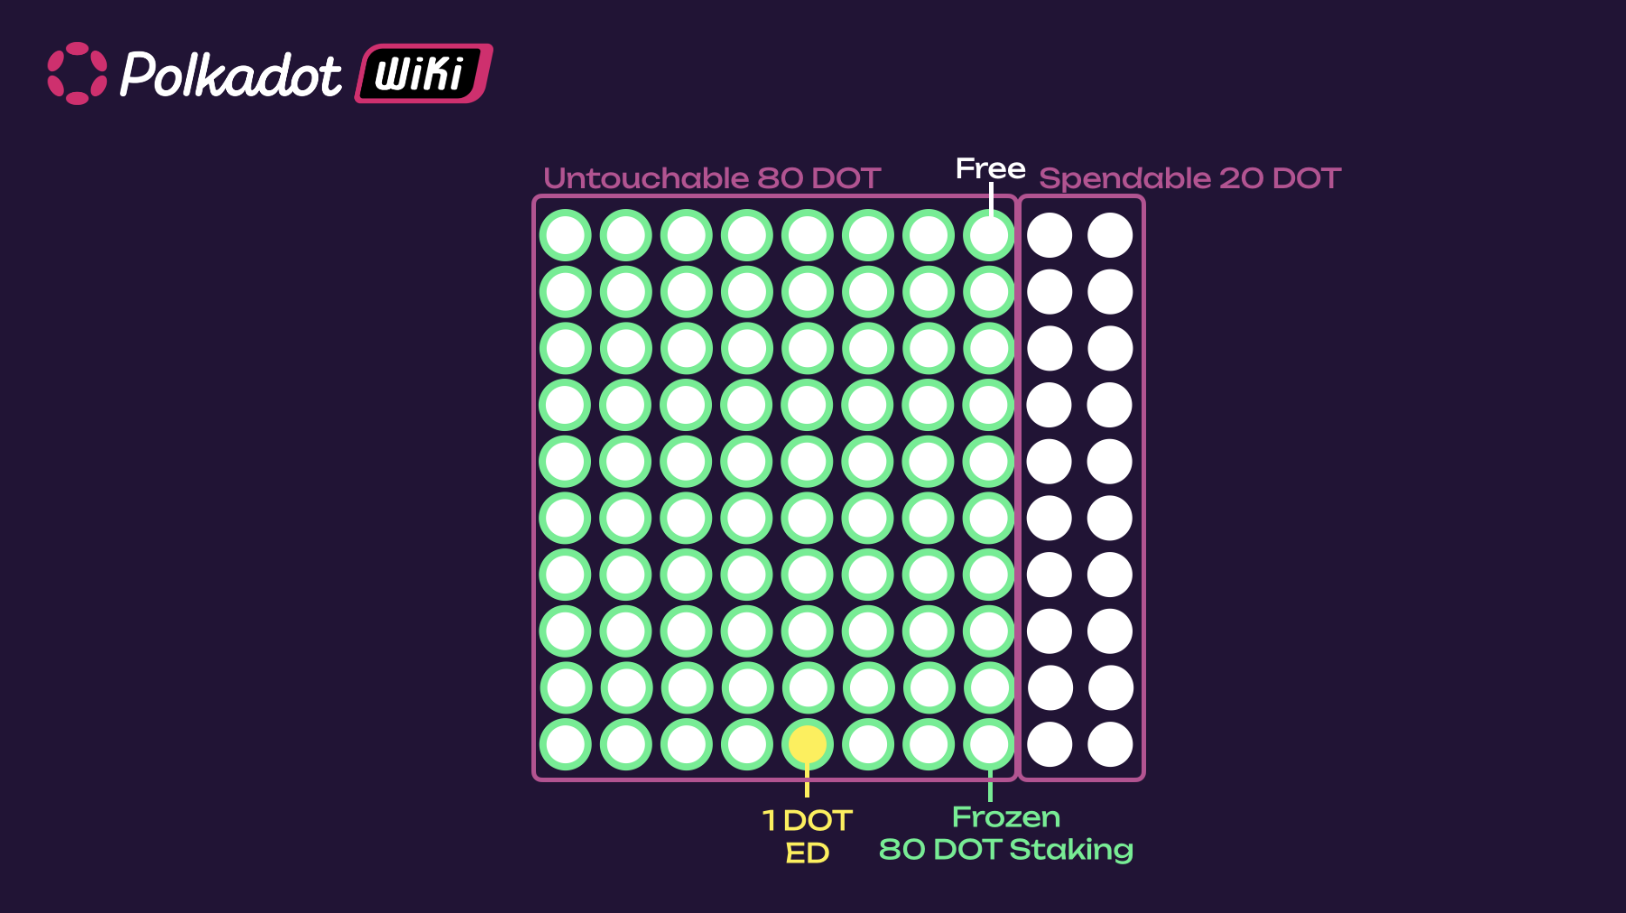 Polkadot WiKi
Untouchable 80 DOT
Free
Spendable 20 DOT
1 DOT
ED
Frozen
80 DOT Staking